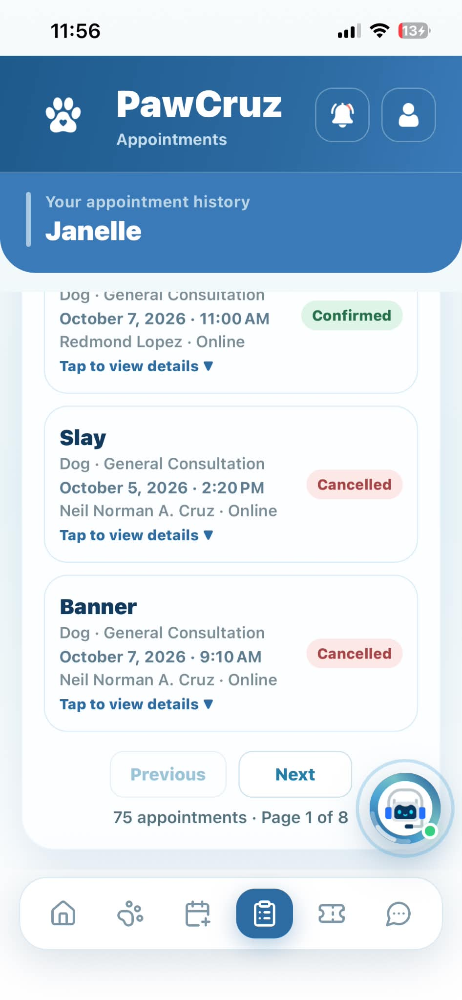 11:56
13
PawCruz
Appointments
Your appointment history
Janelle
Dog · General Consultation
October 7, 2026 · 11:00 AM
Confirmed
Redmond Lopez · Online
Tap to view details ▼
Slay
Dog · General Consultation
October 5, 2026 · 2:20 PM
Cancelled
Neil Norman A. Cruz · Online
Tap to view details ▼
Banner
Dog · General Consultation
October 7, 2026 · 9:10 AM
Cancelled
Neil Norman A. Cruz · Online
Tap to view details ▼
Previous
Next
75 appointments · Page 1 of 8